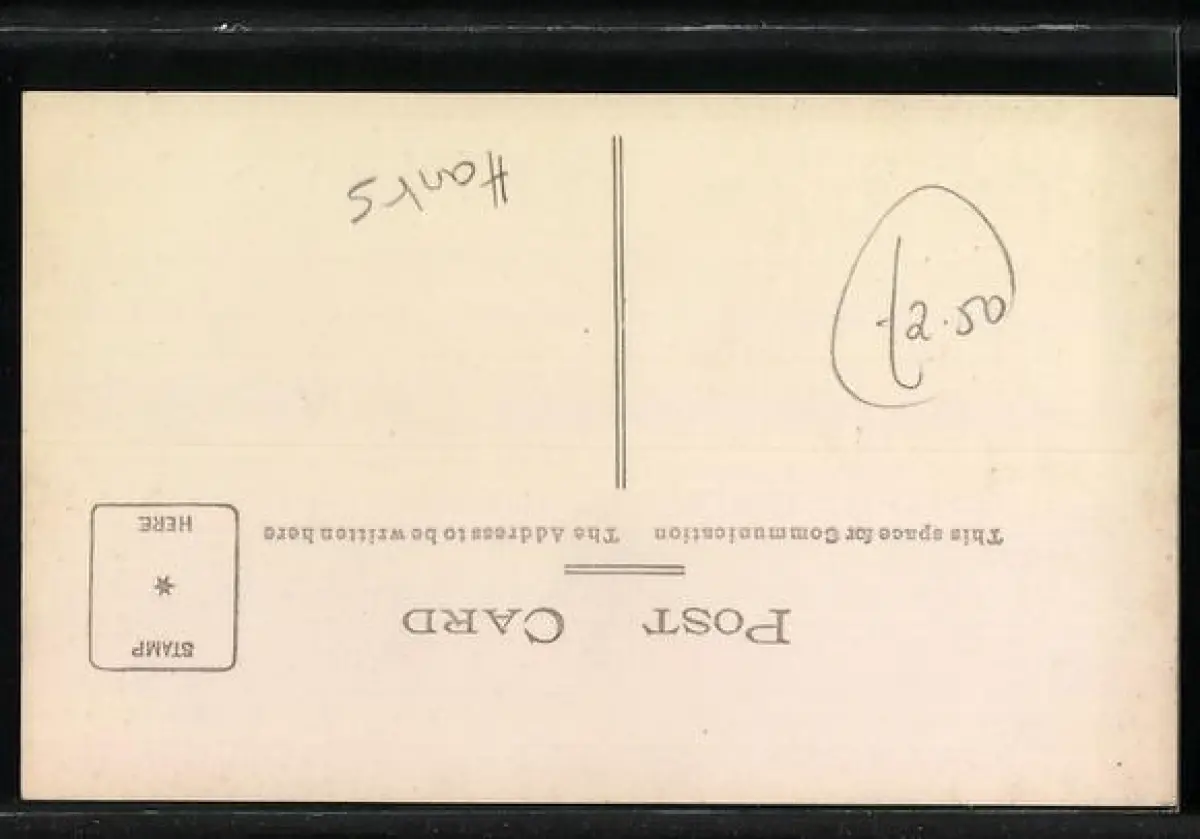 POST CARD
This space for Communication
The Address to be written here
STAMP
*
HERE
Hants
£2.50